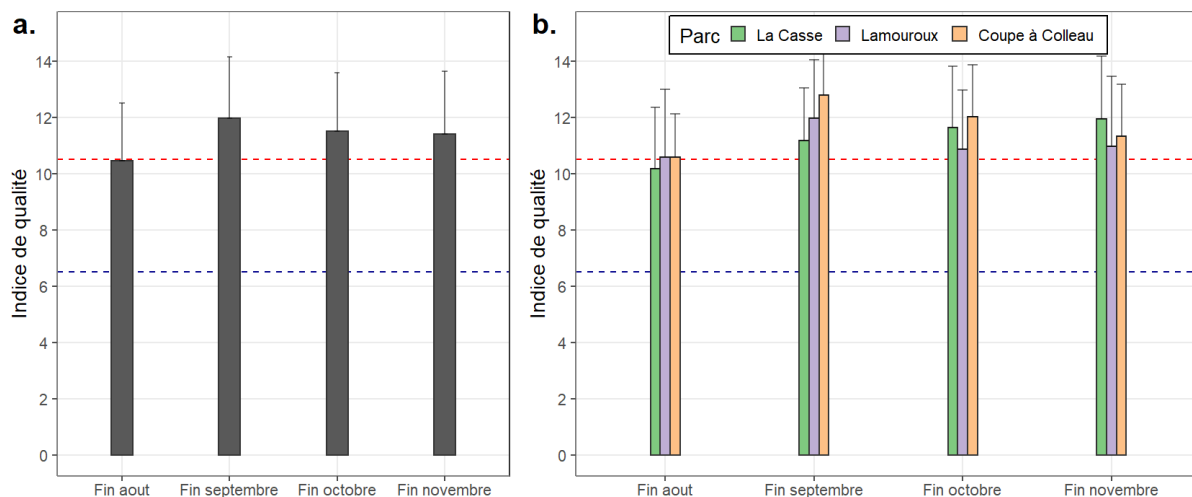 a.
Indice de qualité
14
12
10
8
6
4
2
0
Fin aout Fin septembre Fin octobre Fin novembre
b.
Parc La Casse Lamouroux Coupe à Colleau
Indice de qualité
14
12
10
8
6
4
2
0
Fin aout Fin septembre Fin octobre Fin novembre